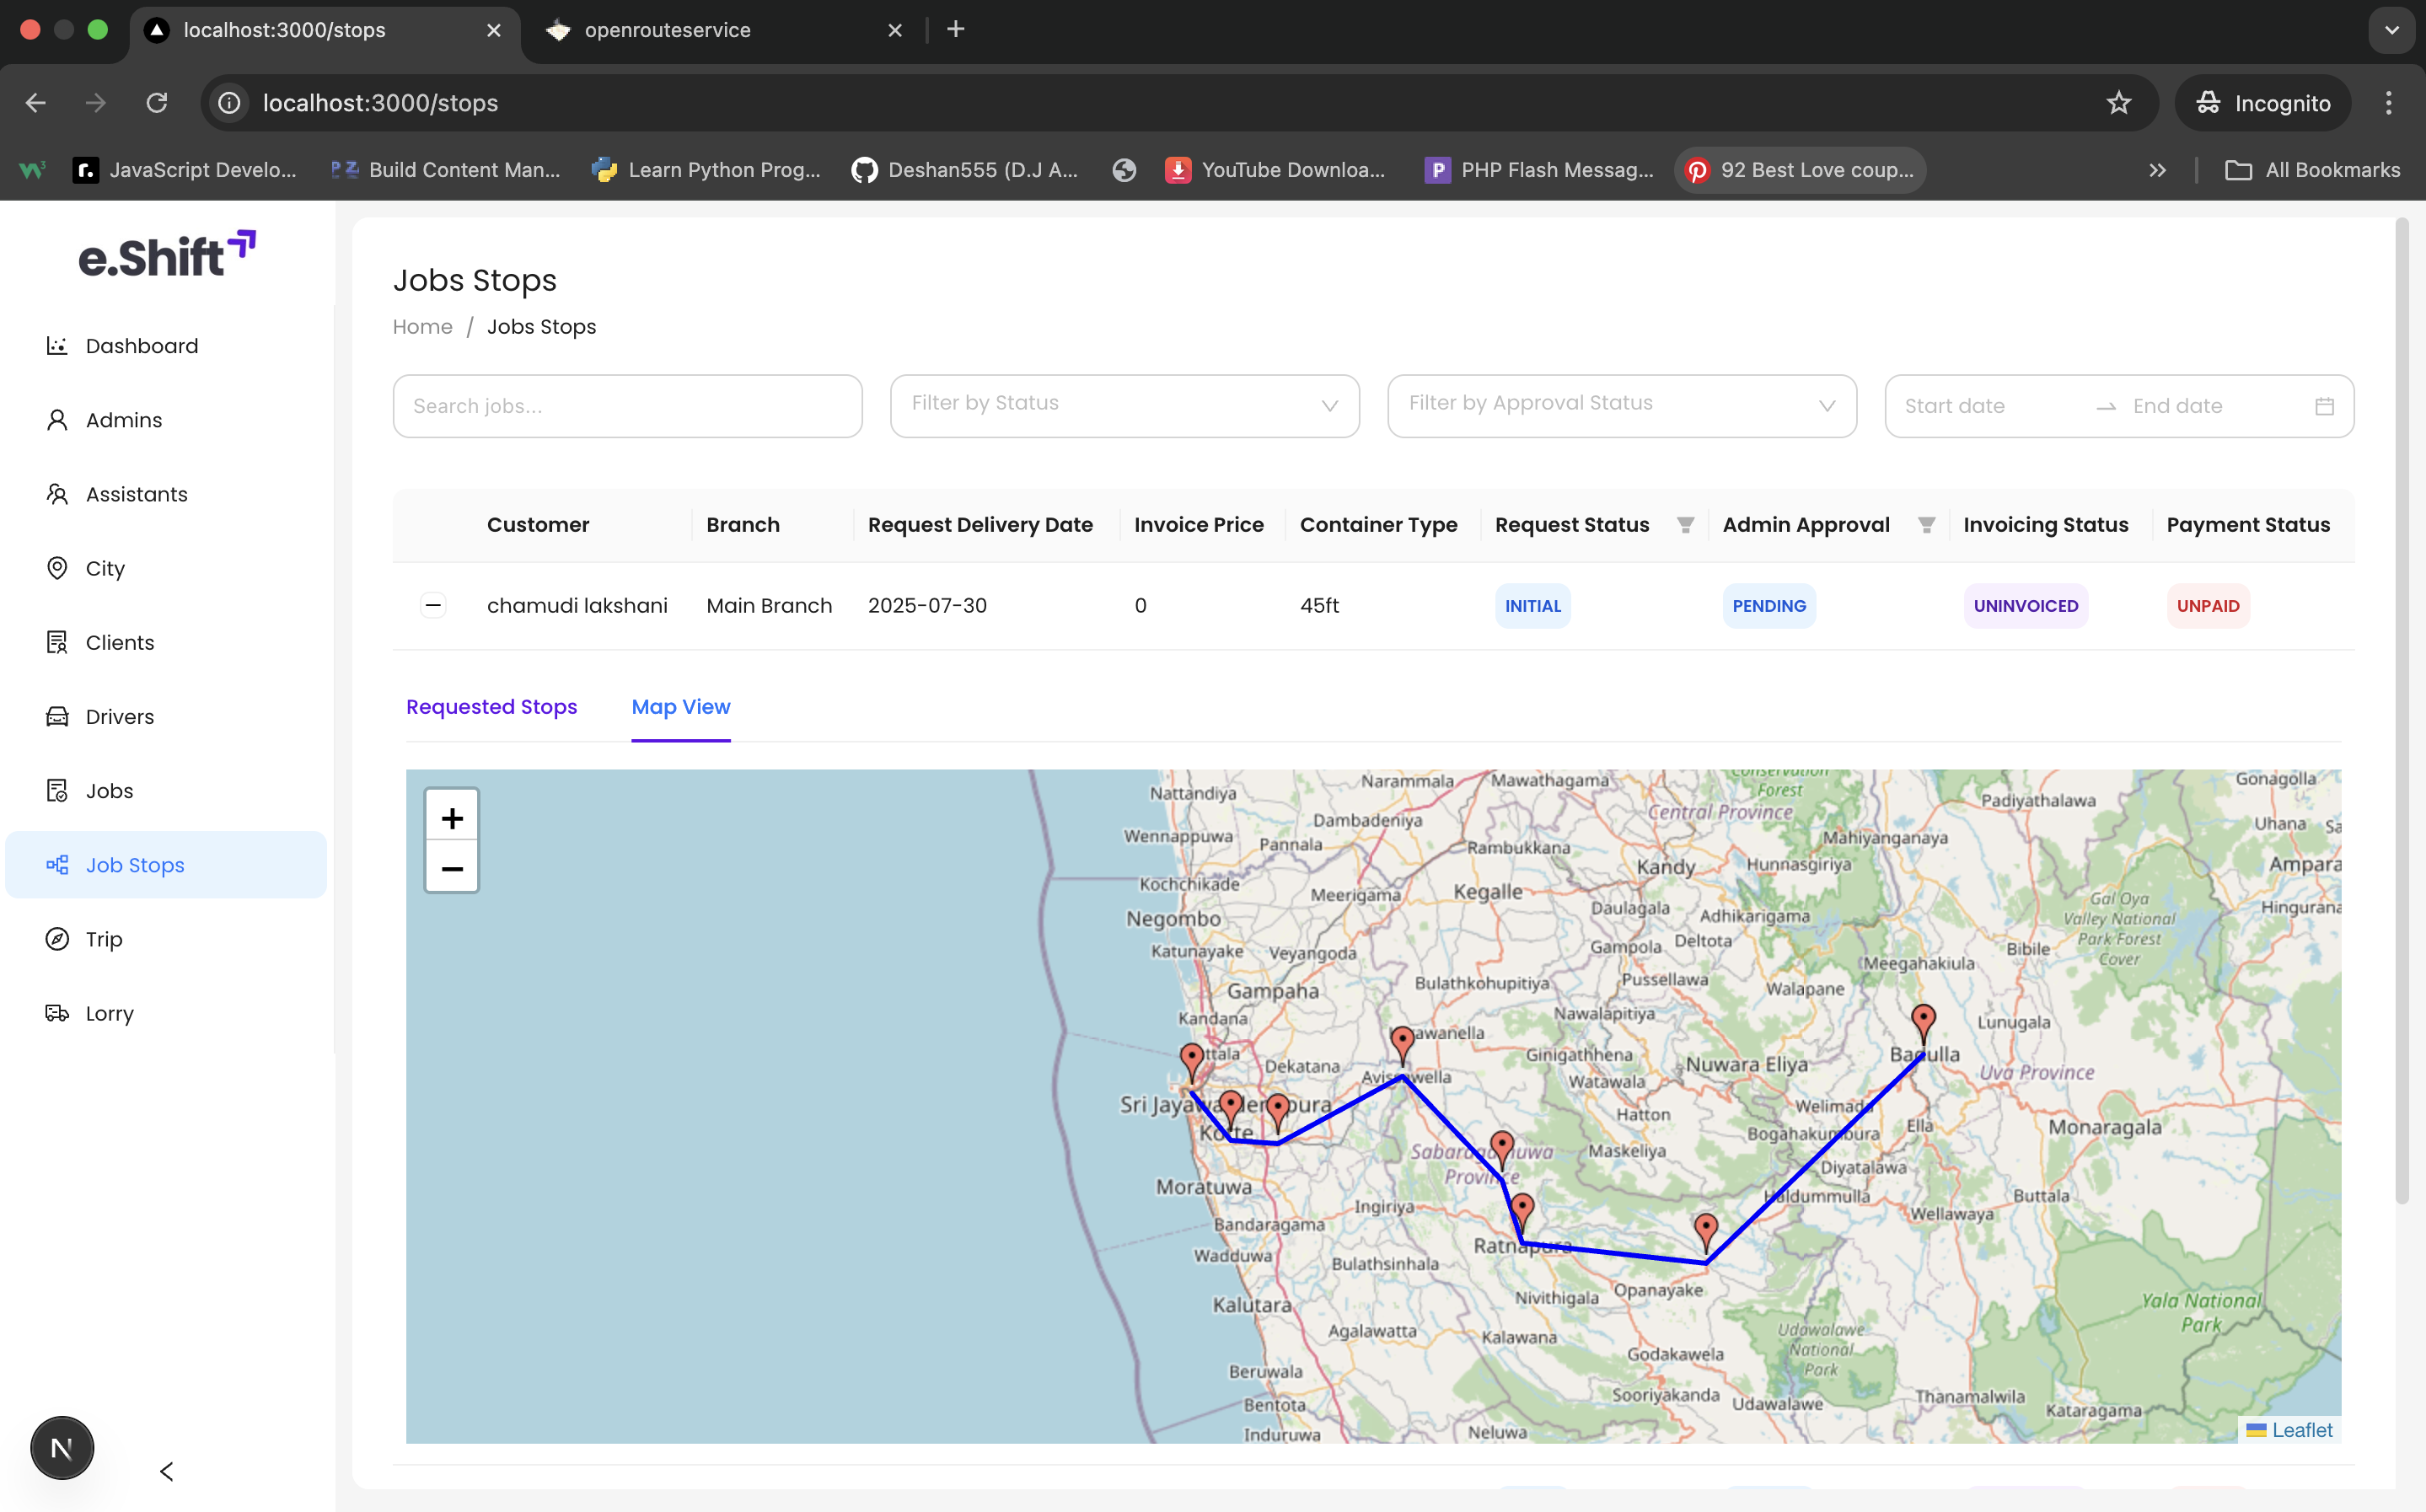 localhost:3000/stops
openrouteservice
localhost:3000/stops
Incognito
JavaScript Develo...
Build Content Man...
Learn Python Prog...
Deshan555 (D.J A...
YouTube Downloa...
PHP Flash Messag...
92 Best Love coup...
All Bookmarks
e.Shift
Dashboard
Admins
Assistants
City
Clients
Drivers
Jobs
Job Stops
Trip
Lorry
N
Jobs Stops
Home / Jobs Stops
Search jobs...
Filter by Status
Filter by Approval Status
Start date
End date
Customer Branch Request Delivery Date Invoice Price Container Type Request Status Admin Approval Invoicing Status Payment Status
chamudi lakshani Main Branch 2025-07-30 0 45ft INITIAL PENDING UNINVOICED UNPAID
Requested Stops
Map View
+
−
Nattandiya
Narammala
Mawathagama
Conservation
Forest
Central Province
Padiyathalawa
Gonagolla
Wennappuwa
Dambadeniya
Pannala
Rambukkana
Mahiyanganaya
Uhana
Kandy
Hunnasgiriya
Ampara
Kochchikade
Meerigama
Kegalle
Daulagala
Adhikarigama
Gal Oya
Valley National
Park Forest
Cover
Hingurana
Negombo
Katunayake
Veyangoda
Gampola
Deltota
Bibile
Meegahakiula
Gampaha
Bulathkohupitiya
Pussellawa
Walapane
Kandana
Nawalapitiya
Lunugala
Dekatana
Ginigathhena
Nuwara Eliya
Uva Province
Watawala
Welimada
Hatton
Bogahakumbura
Ella
Monaragala
Maskeliya
Province
Diyatalawa
Moratuwa
Ingiriya
Haldummulla
Buttala
Bandaragama
Wellawaya
Wadduwa
Bulathsinhala
Ratnapura
Opanayake
Nivithigala
Kalutara
Yala National
Park
Agalawatta
Kalawana
Udawalawe
National
Park
Godakawela
Beruwala
Sooriyakanda
Udawalawe
Thanamalwila
Kataragama
Bentota
Induruwa
Neluwa
Leaflet